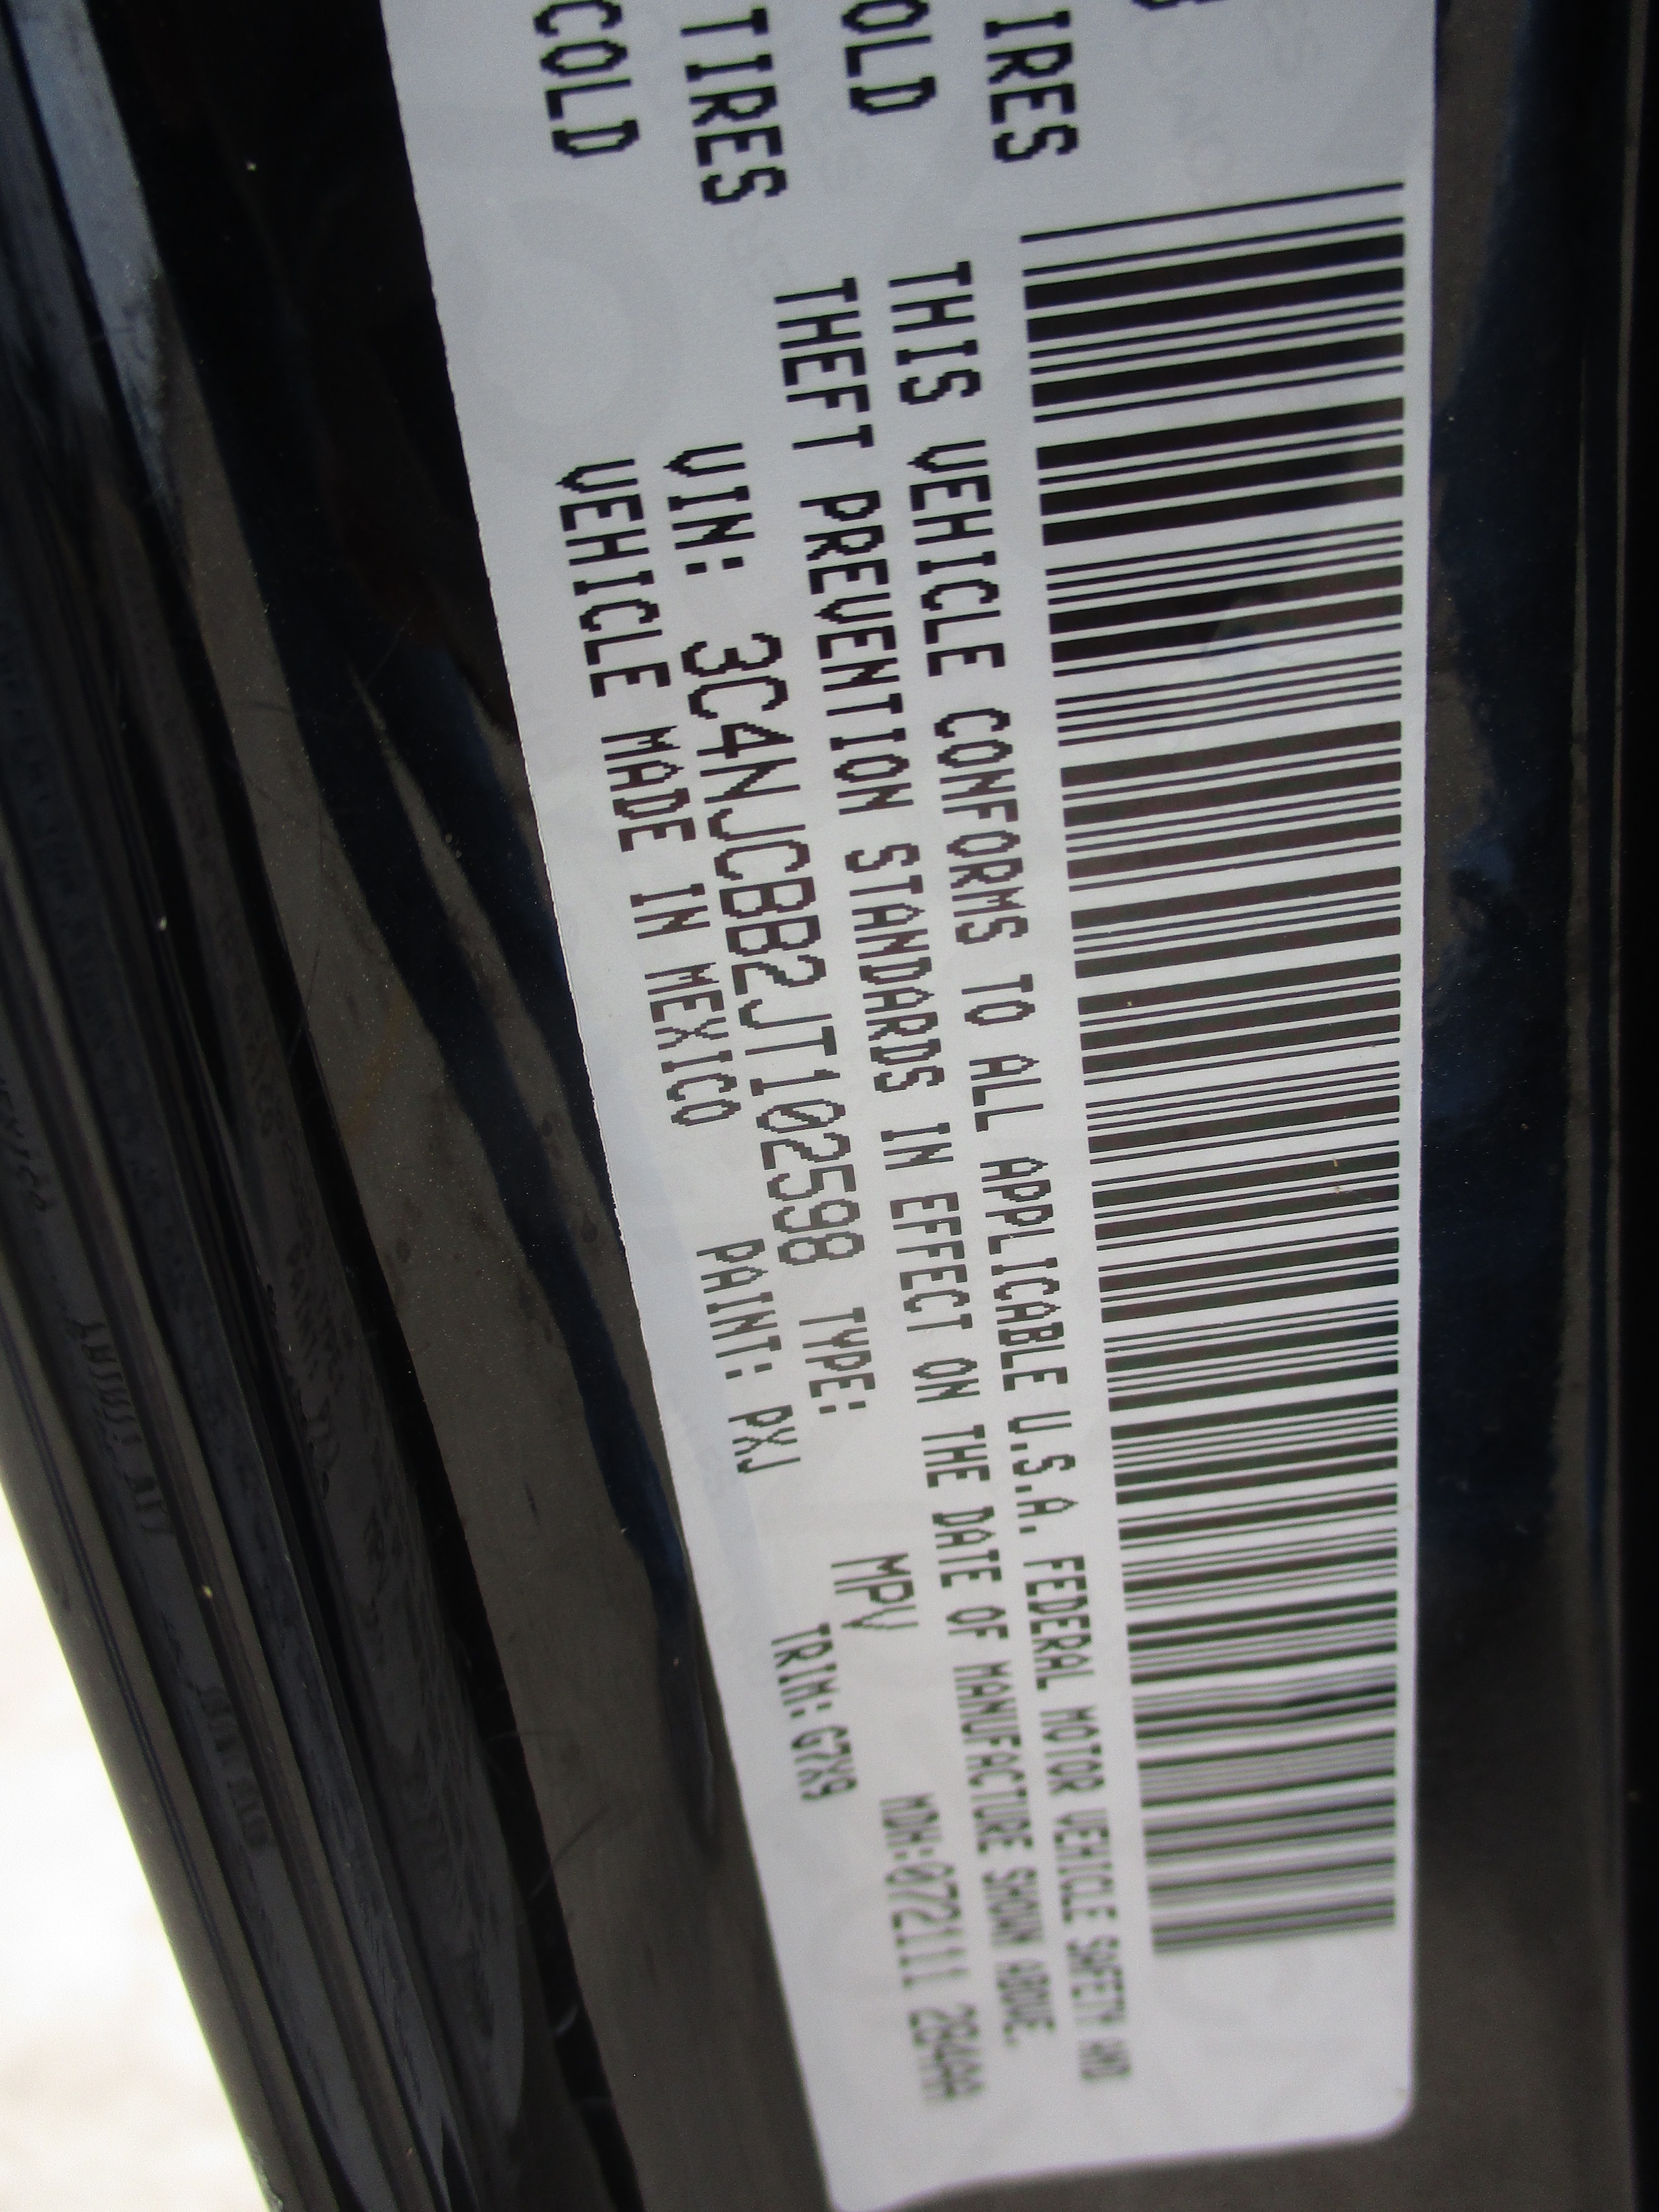 IRES
OLD
TIRES
COLD
THIS VEHICLE CONFORMS TO ALL APPLICABLE U.S.A. FEDERAL MOTOR VEHICLE SAFETY AND
THEFT PREVENTION STANDARDS IN EFFECT ON THE DATE OF MANUFACTURE SHOWN ABOVE.
VIN: 3C4NJCBB2JT102598 TYPE: MPV MDH:072111 284AA
VEHICLE MADE IN MEXICO PAINT: PXJ TRIM: G7X9